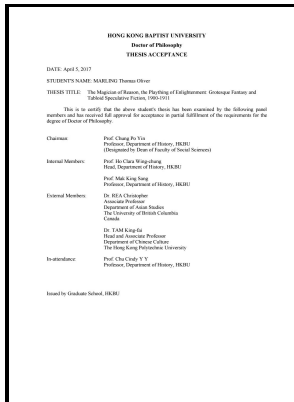 HONG KONG BAPTIST UNIVERSITY
Doctor of Philosophy
THESIS ACCEPTANCE
DATE: April 5, 2017
STUDENT'S NAME: MARLING Thomas Oliver
THESIS TITLE: The Magician of Reason, the Plaything of Enlightenment: Grotesque Fantasy and
Tabloid Speculative Fiction, 1900-1911
This is to certify that the above student's thesis has been examined by the following panel
members and has received full approval for acceptance in partial fulfillment of the requirements for the
degree of Doctor of Philosophy.
Chairman: Prof. Chung Po Yin
Professor, Department of History, HKBU
(Designated by Dean of Faculty of Social Sciences)
Internal Members: Prof. Ho Clara Wing-chung
Head, Department of History, HKBU
Prof. Mak King Sang
Professor, Department of History, HKBU
External Members: Dr. REA Christopher
Associate Professor
Department of Asian Studies
The University of British Columbia
Canada
Dr. TAM King-fai
Head and Associate Professor
Department of Chinese Culture
The Hong Kong Polytechnic University
In-attendance: Prof. Chu Cindy Y Y
Professor, Department of History, HKBU
Issued by Graduate School, HKBU